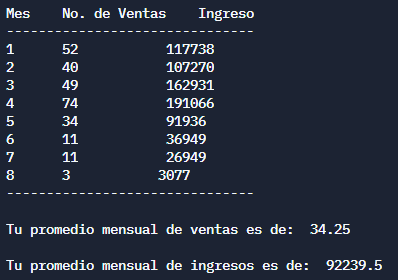 Mes No. de Ventas Ingreso
-------------------------------
1 52 117738
2 40 107270
3 49 162931
4 74 191066
5 34 91936
6 11 36949
7 11 26949
8 3 3077
-------------------------------
Tu promedio mensual de ventas es de: 34.25
Tu promedio mensual de ingresos es de: 92239.5